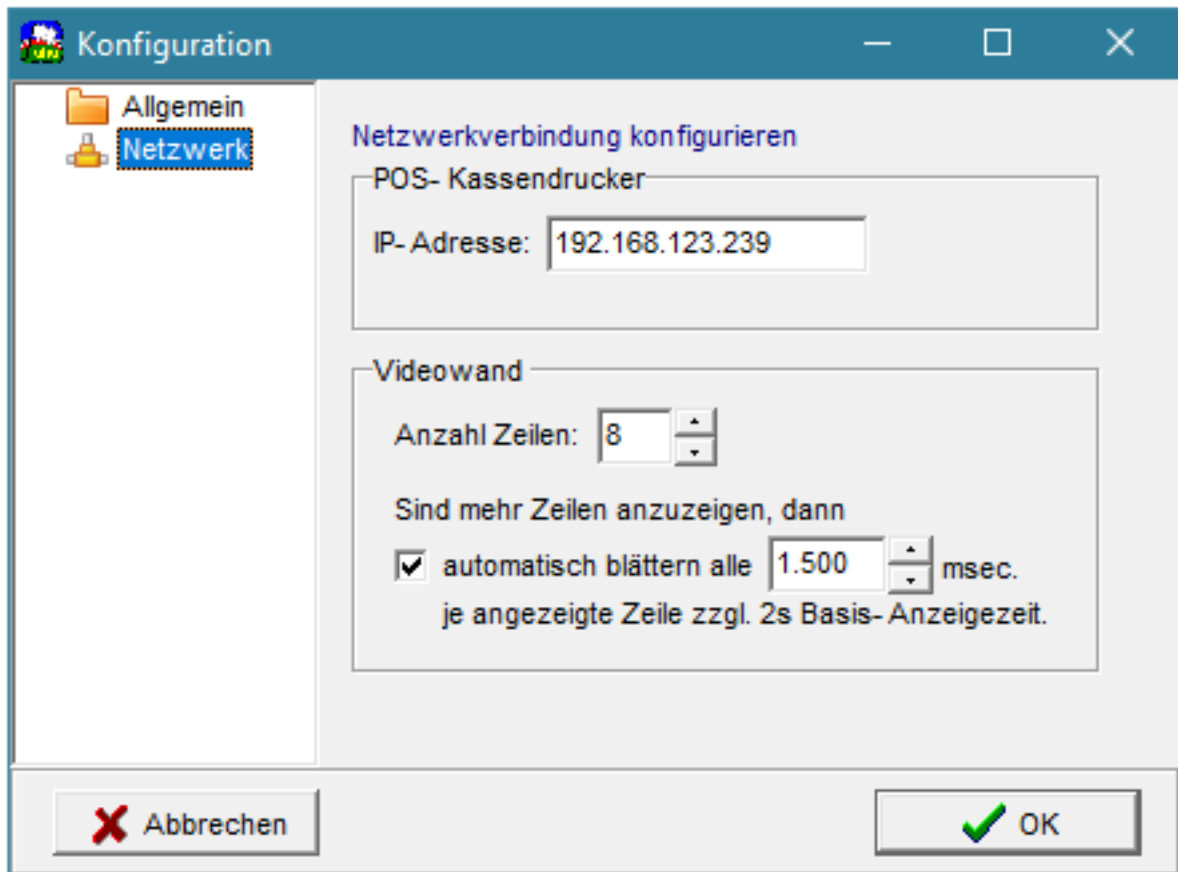 Konfiguration
Allgemein
Netzwerk
Netzwerkverbindung konfigurieren
POS- Kassendrucker
IP- Adresse: 192.168.123.239
Videowand
Anzahl Zeilen: 8
Sind mehr Zeilen anzuzeigen, dann
automatisch blättern alle 1.500 msec.
je angezeigte Zeile zzgl. 2s Basis- Anzeigezeit.
Abbrechen
OK